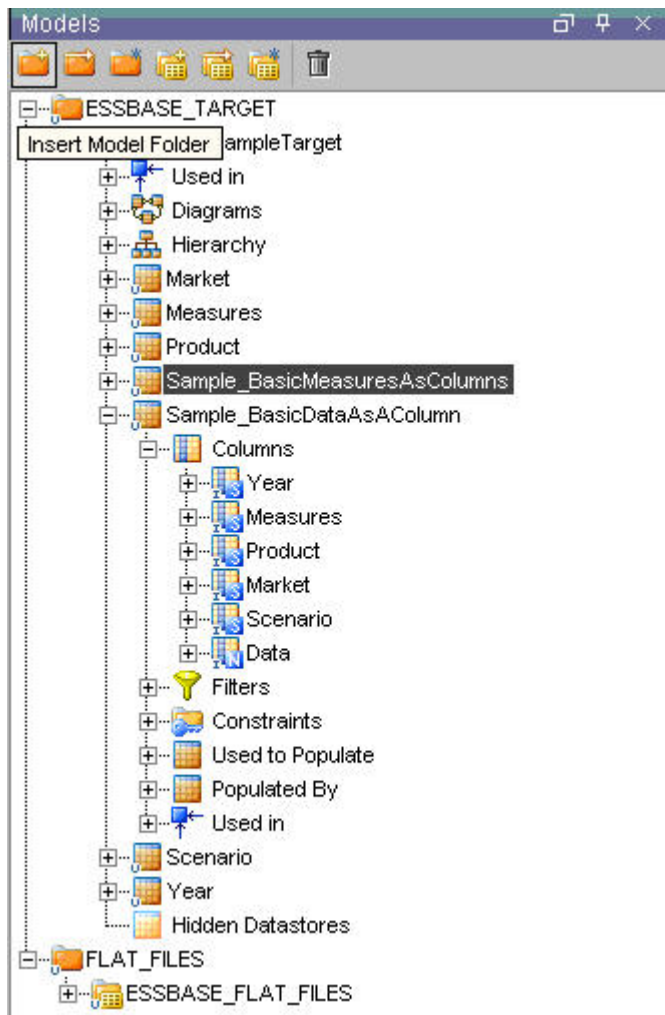 Models
ESSBASE_TARGET
Insert Model Folder ampleTarget
Used in
Diagrams
Hierarchy
Market
Measures
Product
Sample_BasicMeasuresAsColumns
Sample_BasicDataAsAColumn
Columns
Year
Measures
Product
Market
Scenario
Data
Filters
Constraints
Used to Populate
Populated By
Used in
Scenario
Year
Hidden Datastores
FLAT_FILES
ESSBASE_FLAT_FILES